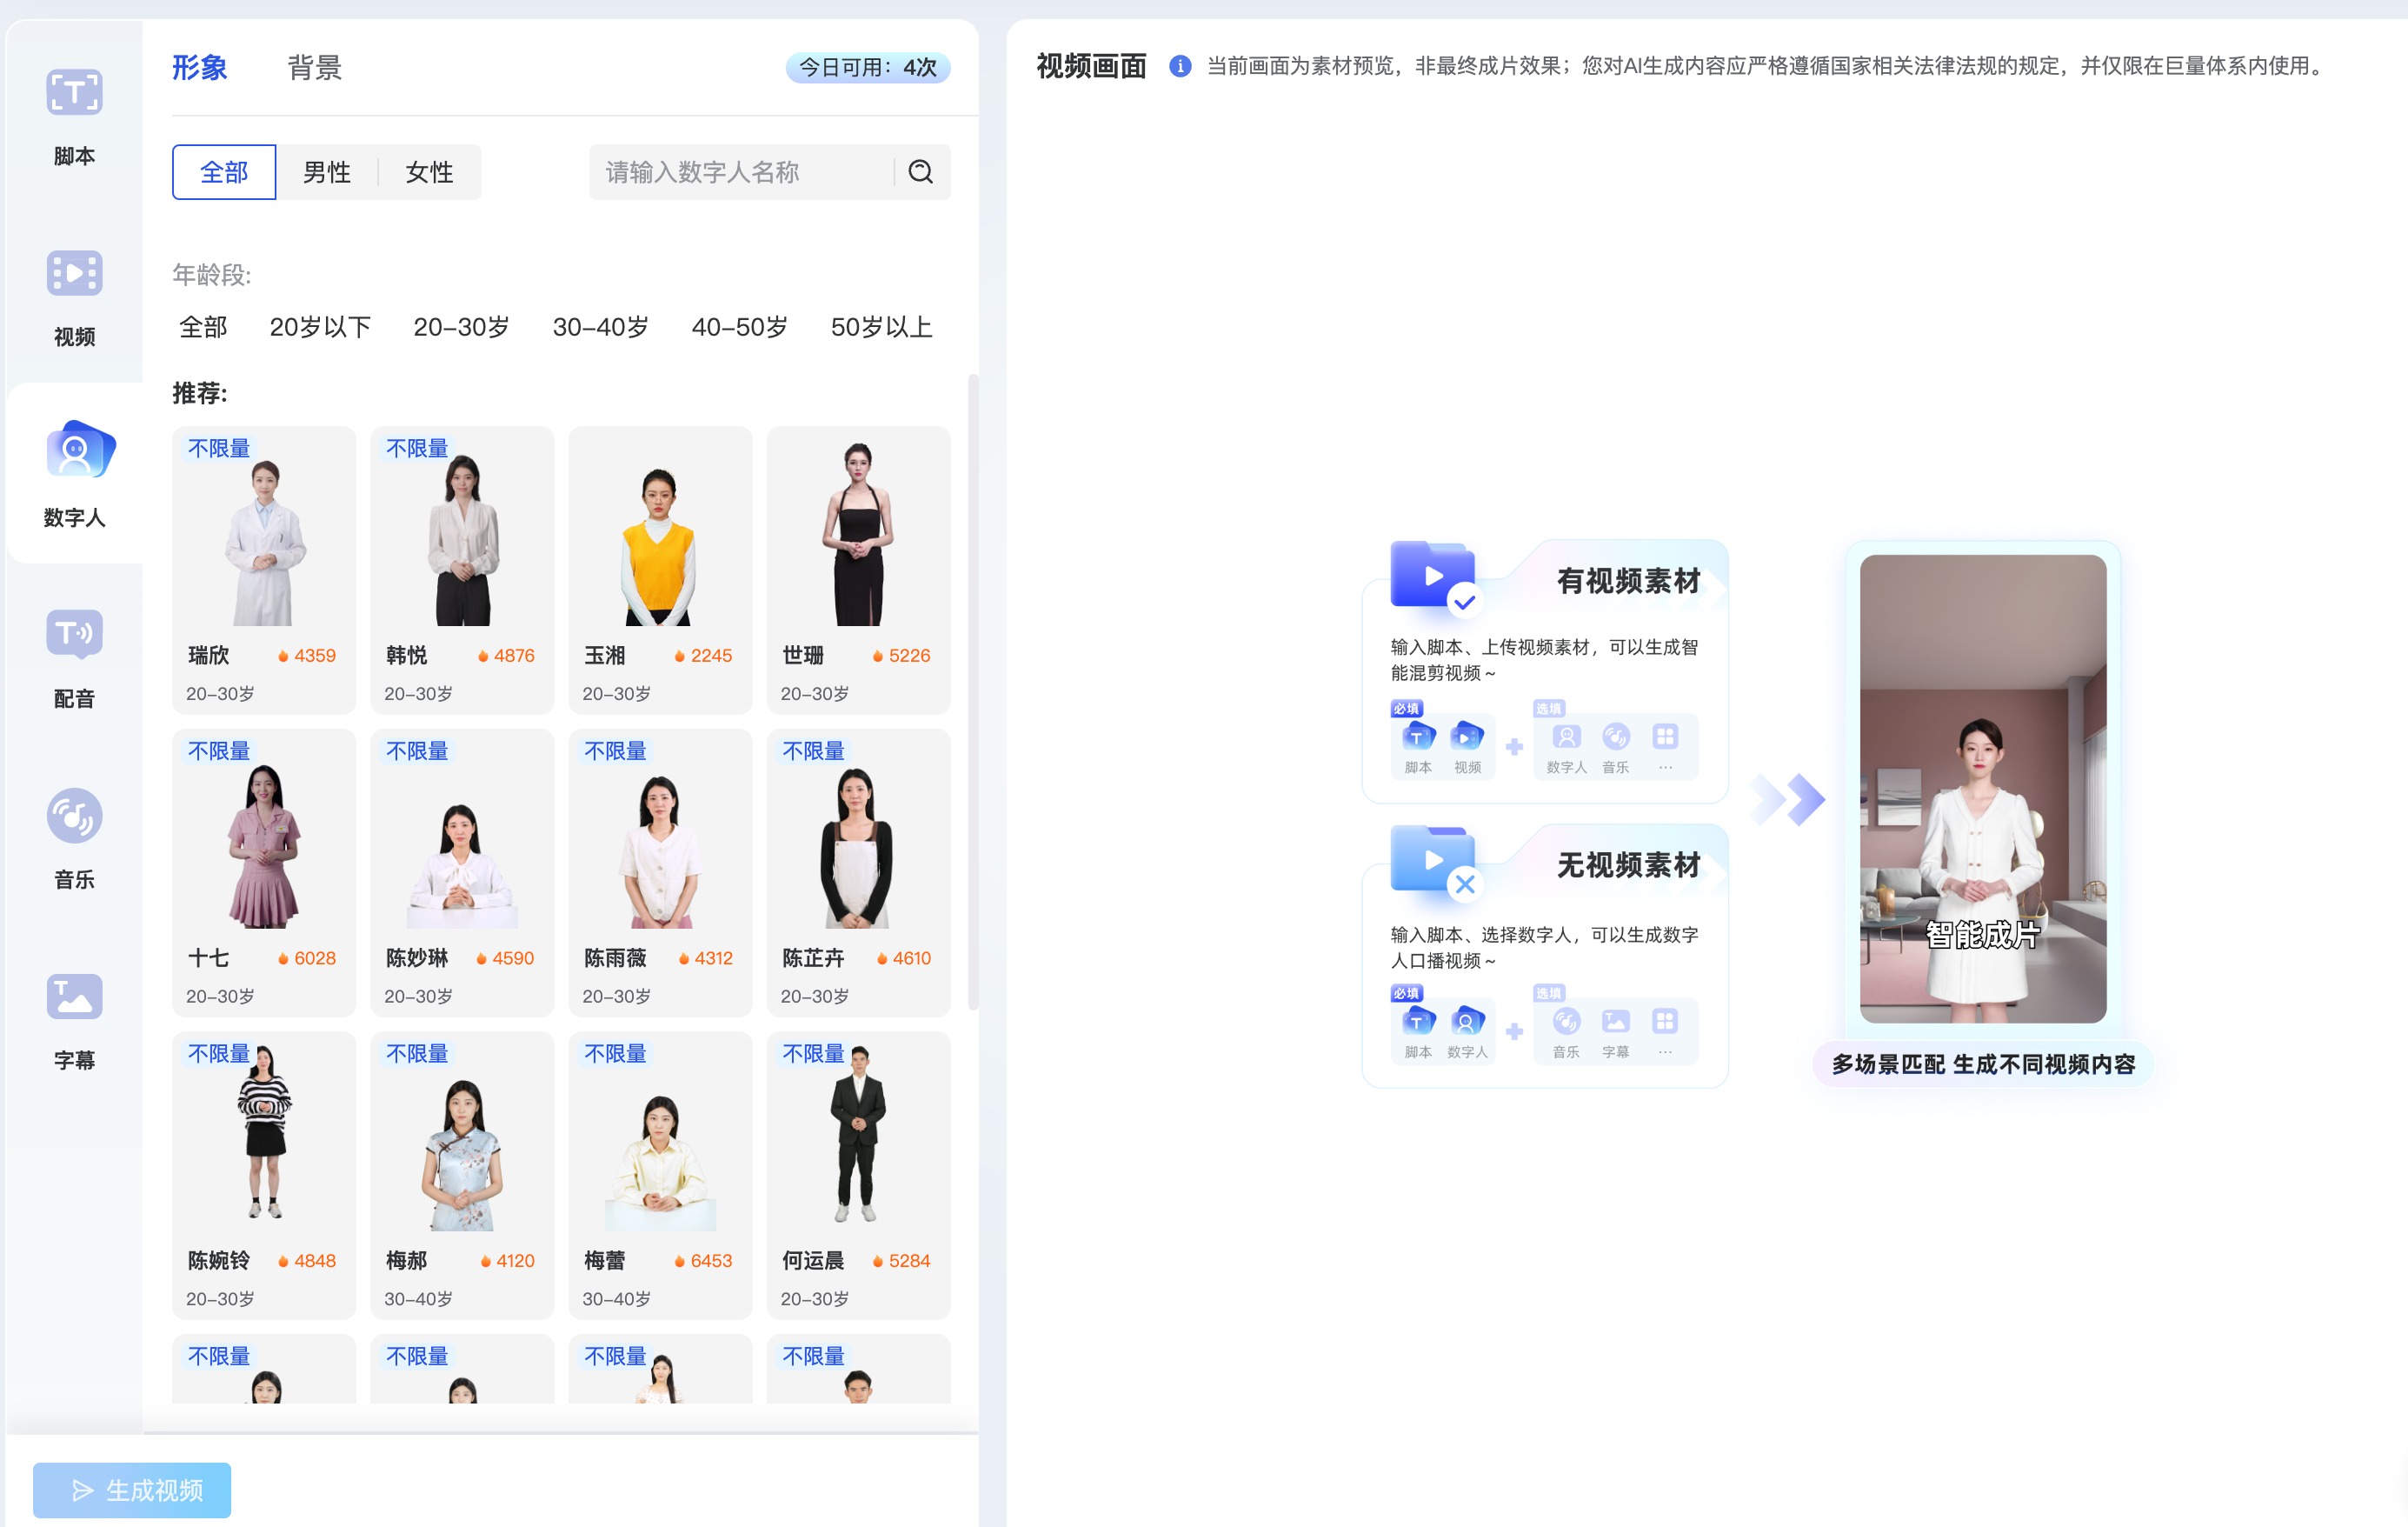 脚本
视频
数字人
配音
音乐
字幕
形象 背景 今日可用：4次
全部 男性 女性 请输入数字人名称
年龄段:
全部 20岁以下 20–30岁 30–40岁 40–50岁 50岁以上
推荐:
不限量 不限量
瑞欣 4359 韩悦 4876 玉湘 2245 世珊 5226
20–30岁 20–30岁 20–30岁 20–30岁
不限量 不限量 不限量 不限量
十七 6028 陈妙琳 4590 陈雨薇 4312 陈芷卉 4610
20–30岁 20–30岁 20–30岁 20–30岁
不限量 不限量 不限量 不限量
陈婉铃 4848 梅郝 4120 梅蕾 6453 何运晨 5284
20–30岁 30–40岁 30–40岁 20–30岁
不限量 不限量 不限量 不限量
生成视频
视频画面 当前画面为素材预览，非最终成片效果；您对AI生成内容应严格遵循国家相关法律法规的规定，并仅限在巨量体系内使用。
有视频素材
输入脚本、上传视频素材，可以生成智
能混剪视频～
必填 选填
脚本 视频 数字人 音乐 ...
无视频素材
输入脚本、选择数字人，可以生成数字
人口播视频～
必填 选填
脚本 数字人 音乐 字幕 ...
智能成片
多场景匹配 生成不同视频内容